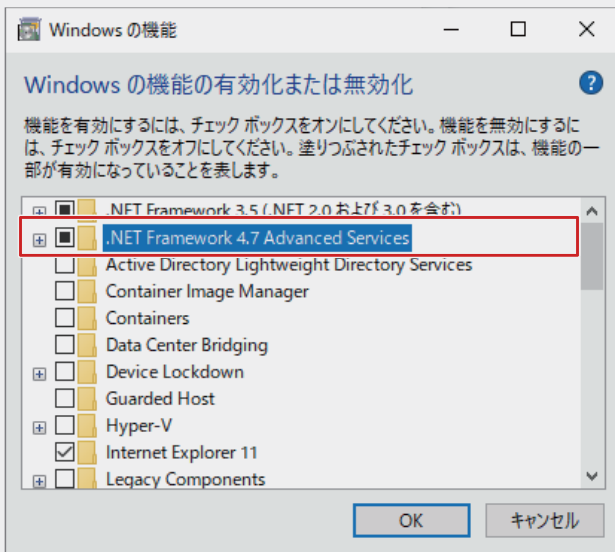 Windows の機能
Windows の機能の有効化または無効化
?
機能を有効にするには、チェック ボックスをオンにしてください。機能を無効にするに
は、チェック ボックスをオフにしてください。塗りつぶされたチェック ボックスは、機能の一
部が有効になっていることを表します。
.NET Framework 3.5 (.NET 2.0 および 3.0 を含む)
.NET Framework 4.7 Advanced Services
Active Directory Lightweight Directory Services
Container Image Manager
Containers
Data Center Bridging
Device Lockdown
Guarded Host
Hyper-V
Internet Explorer 11
Legacy Components
OK
キャンセル